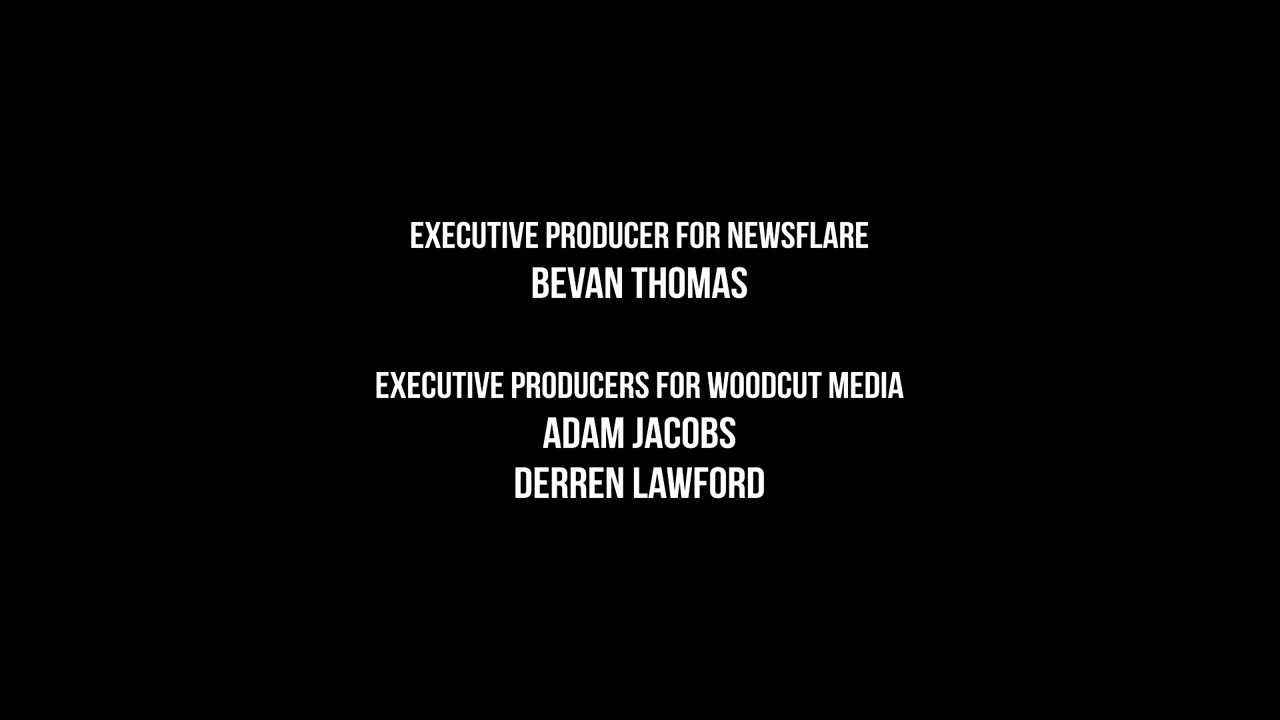 EXECUTIVE PRODUCER FOR NEWSFLARE
BEVAN THOMAS
EXECUTIVE PRODUCERS FOR WOODCUT MEDIA
ADAM JACOBS
DERREN LAWFORD